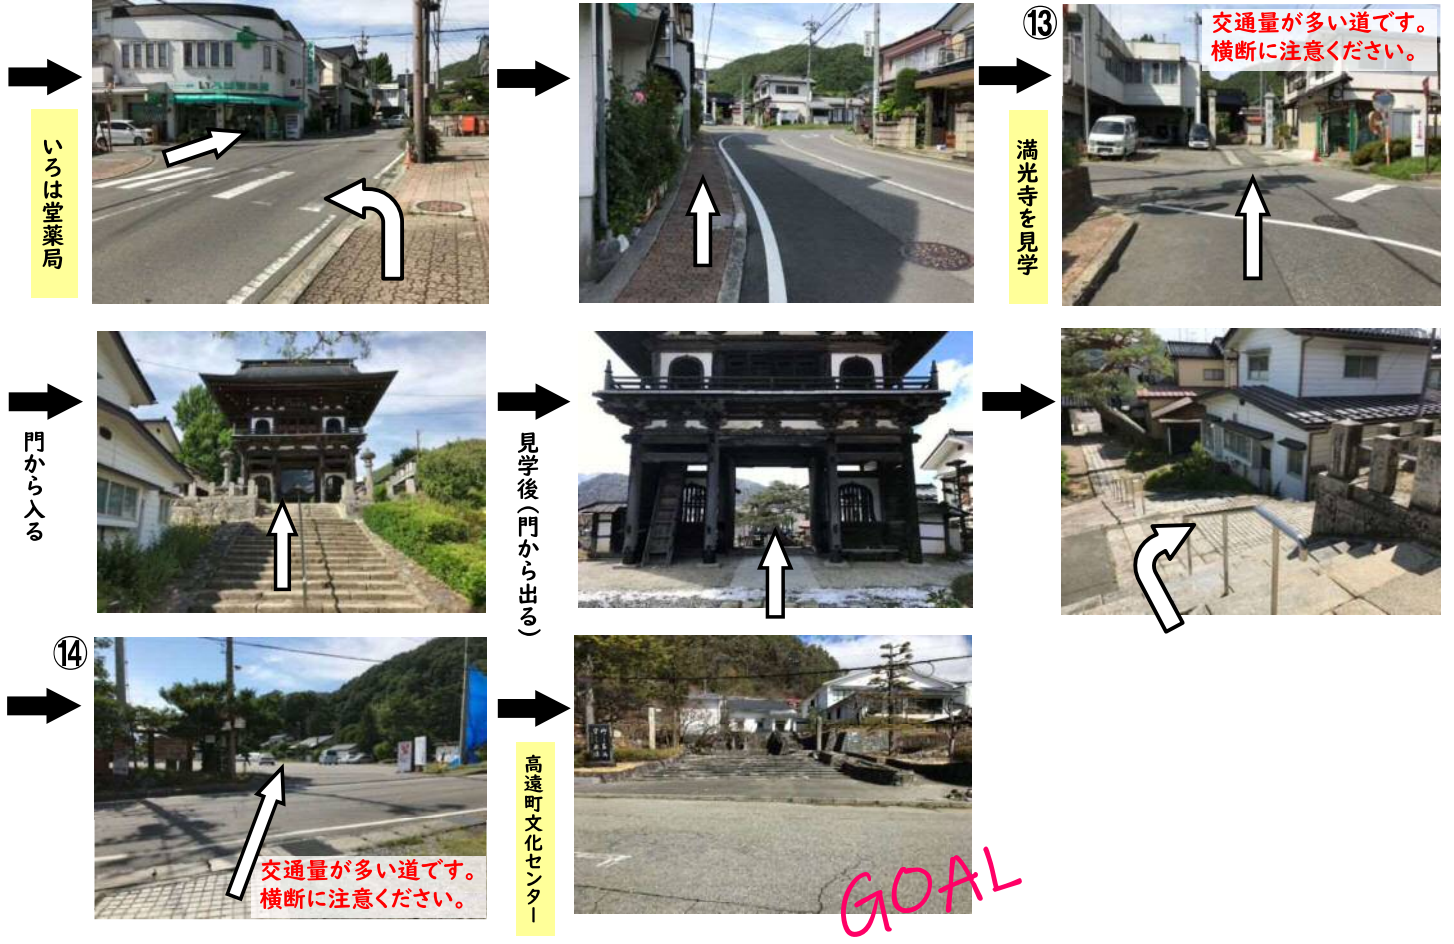 いろは堂薬局
⑬
交通量が多い道です。
横断に注意ください。
満光寺を見学
門から入る
見学後(門から出る)
⑭
交通量が多い道です。
横断に注意ください。
高遠町文化センター
GOAL